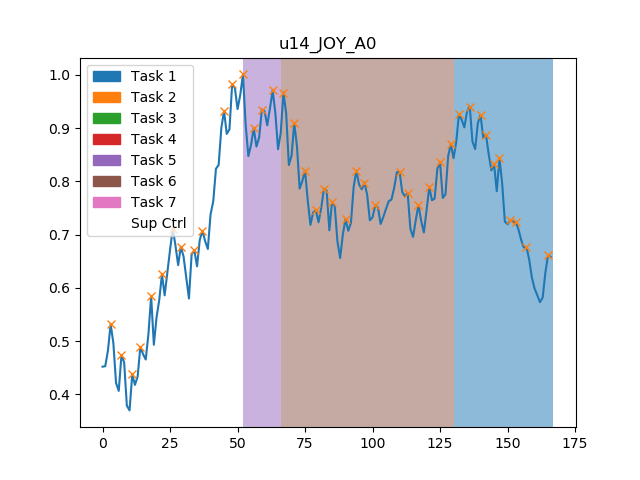 u14_JOY_A0
1.0
0.9
0.8
0.7
0.6
0.5
0.4
Task 1
Task 2
Task 3
Task 4
Task 5
Task 6
Task 7
Sup Ctrl
0 25 50 75 100 125 150 175